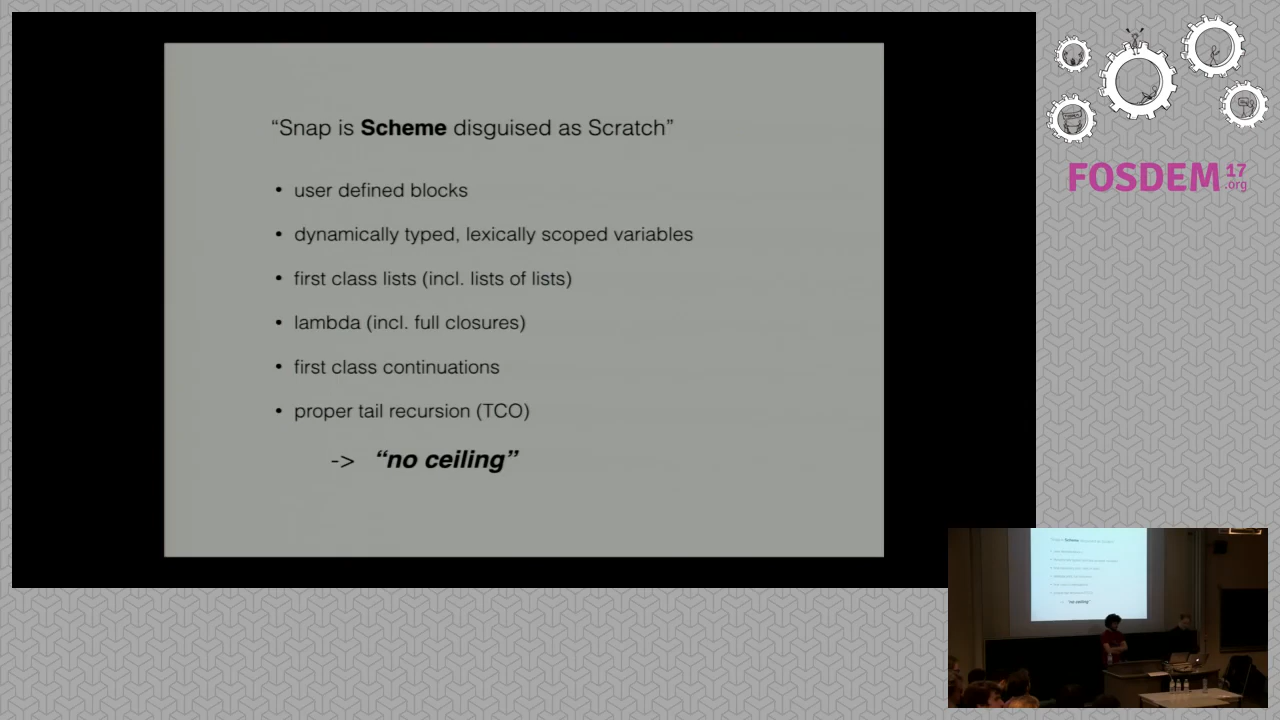 “Snap is Scheme disguised as Scratch”
• user defined blocks
• dynamically typed, lexically scoped variables
• first class lists (incl. lists of lists)
• lambda (incl. full closures)
• first class continuations
• proper tail recursion (TCO)
-> “no ceiling”
FOSDEM 17
.org